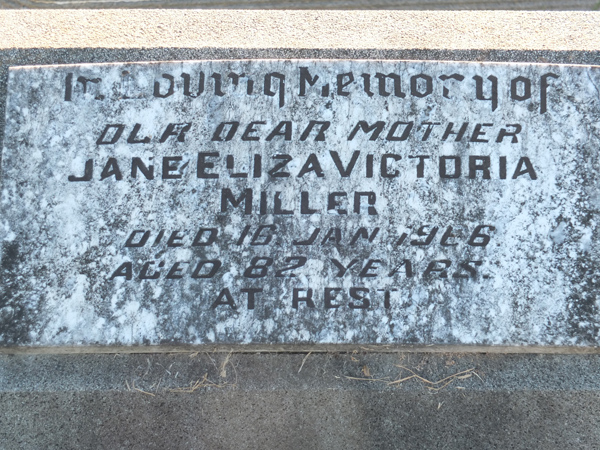 In Loving Memory of
OUR DEAR MOTHER
JANE ELIZA VICTORIA
MILLER
DIED 16 JAN 1966
AGED 82 YEARS.
AT REST